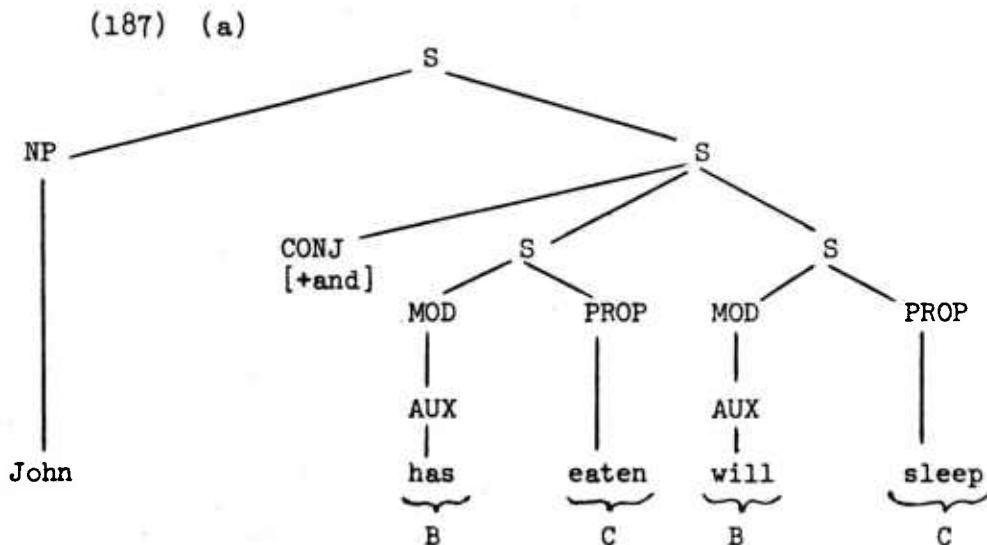 (187) (a)
S
NP S
CONJ S S
[+and]
MOD PROP MOD PROP
AUX AUX
John has eaten will sleep
B C B C